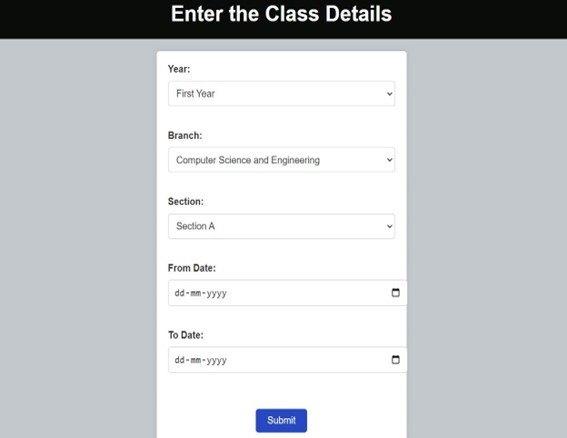 Enter the Class Details
Year:
First Year
Branch:
Computer Science and Engineering
Section:
Section A
From Date:
dd-mm-yyyy
To Date:
dd-mm-yyyy
Submit